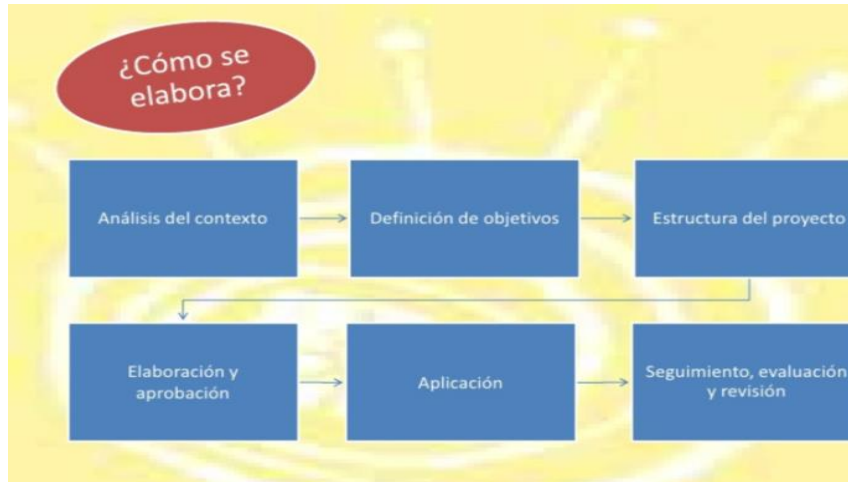 ¿Cómo se
elabora?
Análisis del contexto
Definición de objetivos
Estructura del proyecto
Elaboración y
aprobación
Aplicación
Seguimiento, evaluación
y revisión